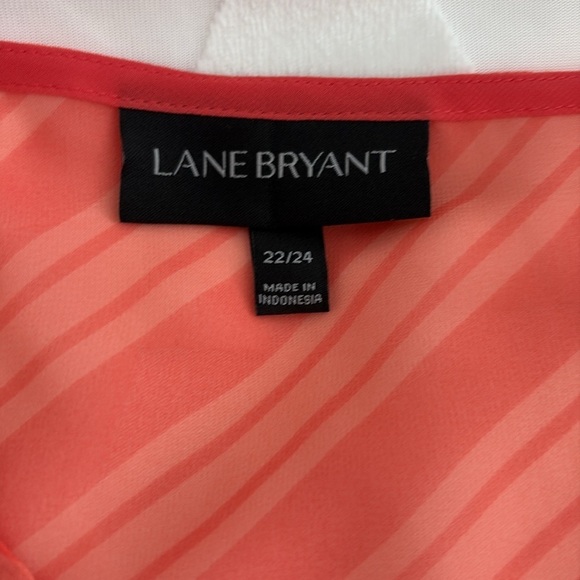 LANE BRYANT
22/24
MADE IN
INDONESIA